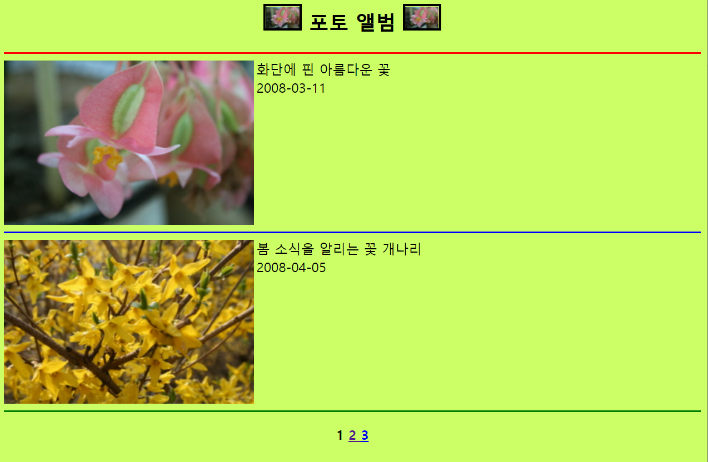 포토 앨범
화단에 핀 아름다운 꽃
2008-03-11
봄 소식을 알리는 꽃 개나리
2008-04-05
1 2 3